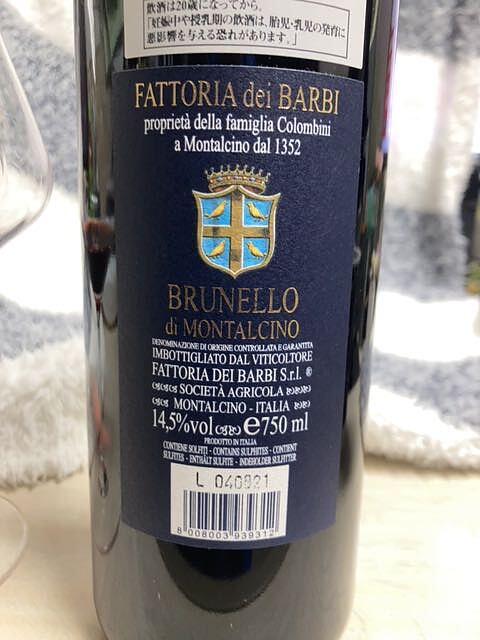 飲酒は20歳になってから。
「妊娠中や授乳期の飲酒は、胎児・乳児の発育に
悪影響を与える恐れがあります。」
FATTORIA dei BARBI
proprietà della famiglia Colombini
a Montalcino dal 1352
BRUNELLO
di MONTALCINO
DENOMINAZIONE DI ORIGINE CONTROLLATA E GARANTITA
IMBOTTIGLIATO DAL VITICOLTORE
FATTORIA DEI BARBI S.r.l. ®
SOCIETÀ AGRICOLA
MONTALCINO - ITALIA
14,5%vol e 750 ml
PRODOTTO IN ITALIA
CONTIENE SOLFITI - CONTAINS SULPHITES - CONTIENT
SULFITES - ENTHÄLT SULFITE - INDEHOLDER SULFITTER
L 040821
8 008003 939312